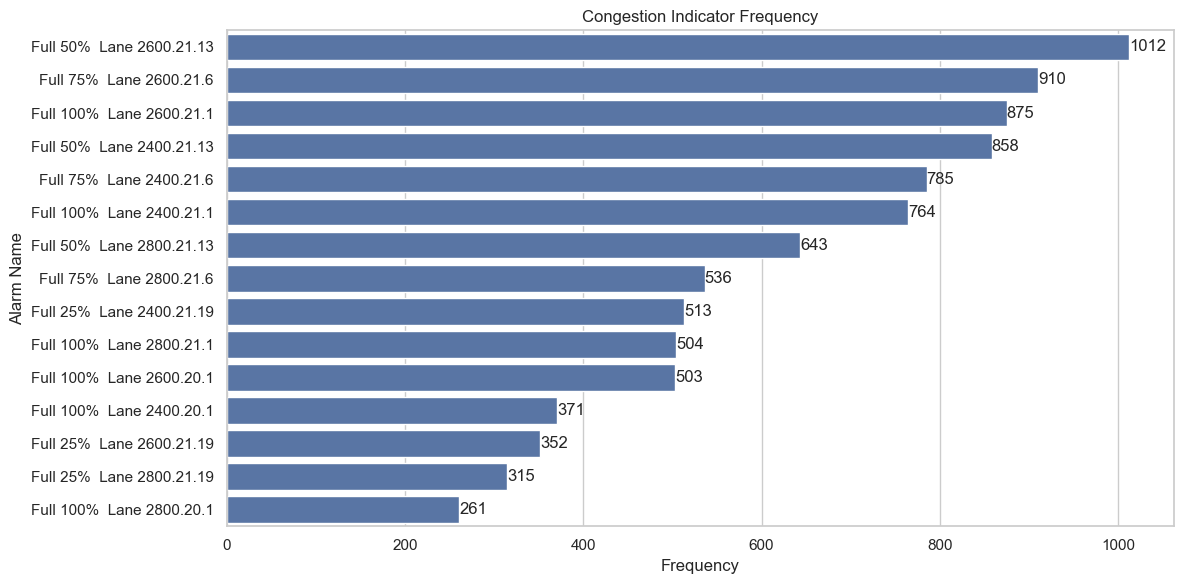 Congestion Indicator Frequency
Alarm Name
Full 50%  Lane 2600.21.13 1012
Full 75%  Lane 2600.21.6 910
Full 100%  Lane 2600.21.1 875
Full 50%  Lane 2400.21.13 858
Full 75%  Lane 2400.21.6 785
Full 100%  Lane 2400.21.1 764
Full 50%  Lane 2800.21.13 643
Full 75%  Lane 2800.21.6 536
Full 25%  Lane 2400.21.19 513
Full 100%  Lane 2800.21.1 504
Full 100%  Lane 2600.20.1 503
Full 100%  Lane 2400.20.1 371
Full 25%  Lane 2600.21.19 352
Full 25%  Lane 2800.21.19 315
Full 100%  Lane 2800.20.1 261
0 200 400 600 800 1000
Frequency